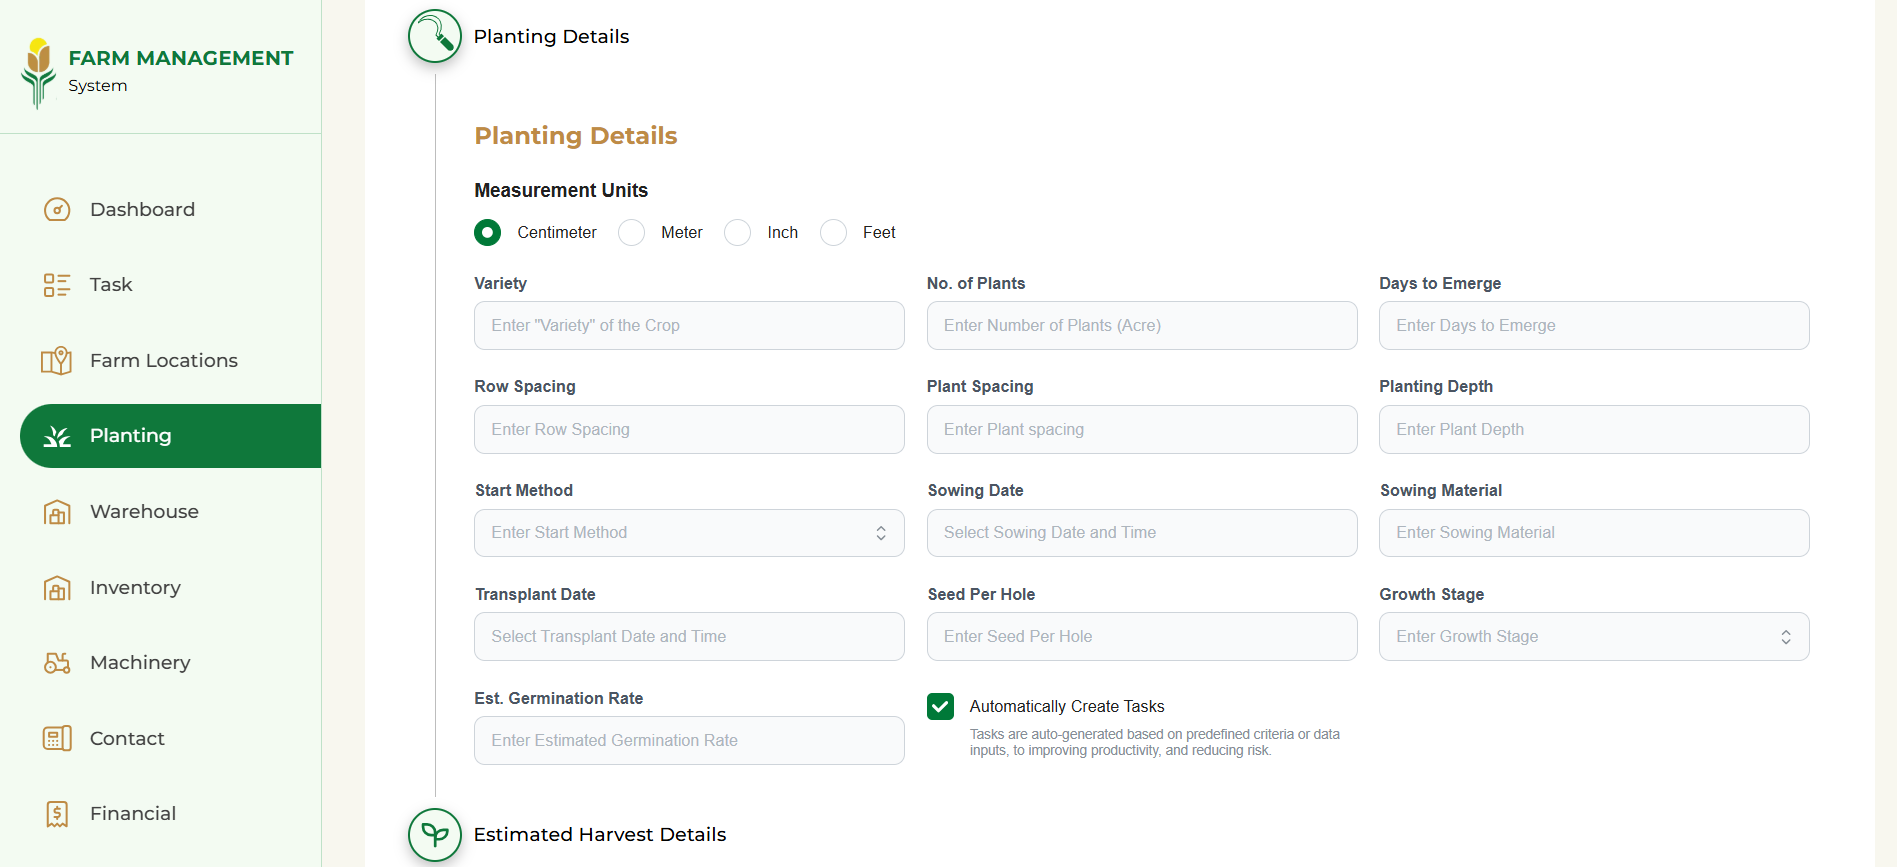 FARM MANAGEMENT
System
Dashboard
Task
Farm Locations
Planting
Warehouse
Inventory
Machinery
Contact
Financial
Planting Details
Planting Details
Measurement Units
Centimeter Meter Inch Feet
Variety No. of Plants Days to Emerge
Enter "Variety" of the Crop Enter Number of Plants (Acre) Enter Days to Emerge
Row Spacing Plant Spacing Planting Depth
Enter Row Spacing Enter Plant spacing Enter Plant Depth
Start Method Sowing Date Sowing Material
Enter Start Method Select Sowing Date and Time Enter Sowing Material
Transplant Date Seed Per Hole Growth Stage
Select Transplant Date and Time Enter Seed Per Hole Enter Growth Stage
Est. Germination Rate
Enter Estimated Germination Rate
Automatically Create Tasks
Tasks are auto-generated based on predefined criteria or data
inputs, to improving productivity, and reducing risk.
Estimated Harvest Details